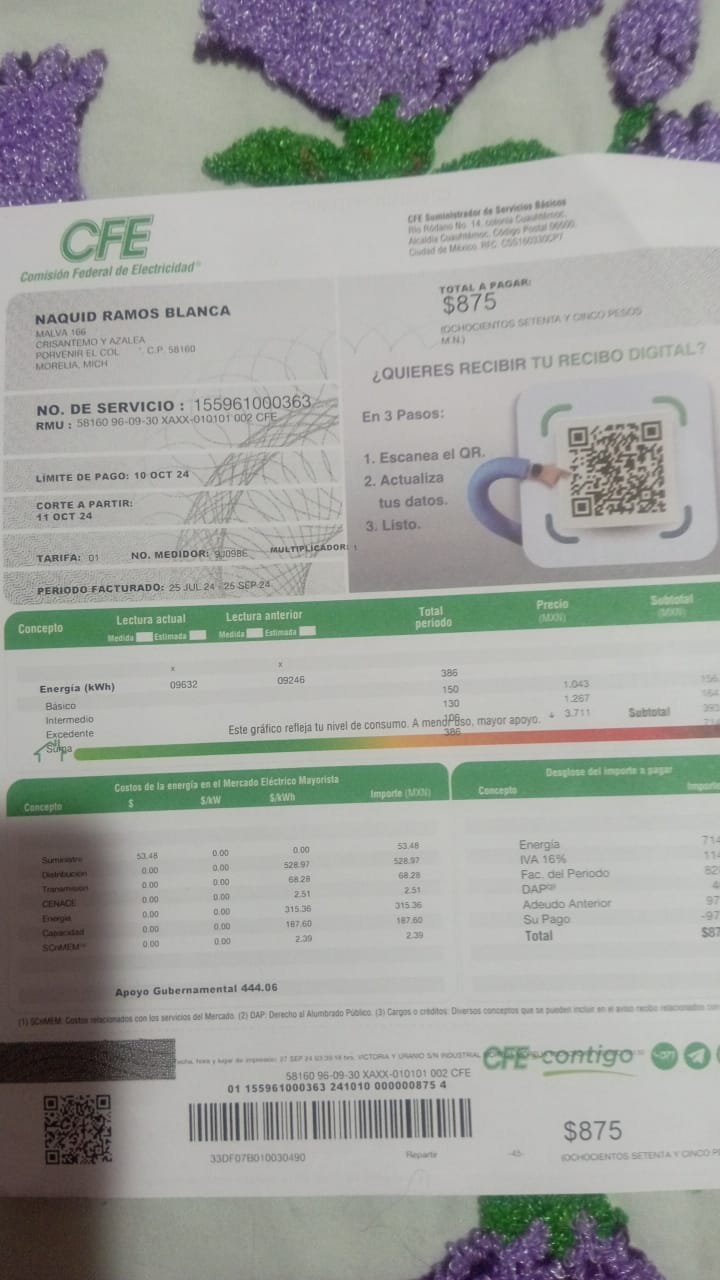 CFE
Comisión Federal de Electricidad®
CFE Suministrador de Servicios Básicos
Río Ródano No. 14, colonia Cuauhtémoc,
Alcaldía Cuauhtémoc, Código Postal 06500,
Ciudad de México. RFC. CSS160330CP7
NAQUID RAMOS BLANCA
MALVA 166
CRISANTEMO Y AZALEA
PORVENIR EL COL C.P. 58160
MORELIA, MICH
TOTAL A PAGAR:
$875
(OCHOCIENTOS SETENTA Y CINCO PESOS
M.N.)
NO. DE SERVICIO : 155961000363
RMU : 58160 96-09-30 XAXX-010101 002 CFE
LÍMITE DE PAGO: 10 OCT 24
CORTE A PARTIR:
11 OCT 24
TARIFA: 01 NO. MEDIDOR: MULTIPLICADOR: 1
PERIODO FACTURADO: 25 JUL 24 - 25 SEP 24
¿QUIERES RECIBIR TU RECIBO DIGITAL?
En 3 Pasos:
1. Escanea el QR.
2. Actualiza
tus datos.
3. Listo.
Concepto Lectura actual Lectura anterior Total periodo Precio (MXN) Subtotal (MXN)
Medida Estimada Medida Estimada
x x
Energía (kWh) 09632 09246 386
Básico 150 1.043 156.
Intermedio 130 1.267 164
Excedente 106 3.711 393
Suma 386 Subtotal 714
Este gráfico refleja tu nivel de consumo. A menor uso, mayor apoyo.
Costos de la energía en el Mercado Eléctrico Mayorista
Concepto $ $/kW $/kWh Importe (MXN)
Suministro 53.48 0.00 0.00 53.48
Distribución 0.00 0.00 528.97 528.97
Transmisión 0.00 0.00 68.28 68.28
CENACE 0.00 0.00 2.51 2.51
Energía 0.00 0.00 315.36 315.36
Capacidad 0.00 0.00 187.60 187.60
SCnMEM⁽¹⁾ 0.00 0.00 2.39 2.39
Apoyo Gubernamental 444.06
Desglose del importe a pagar
Concepto Importe
Energía 714
IVA 16% 114
Fac. del Periodo 828
DAP⁽²⁾ 4
Adeudo Anterior 97
Su Pago -97
Total $87
(1) SCnMEM: Costos relacionados con los servicios del Mercado. (2) DAP: Derecho al Alumbrado Público. (3) Cargos o créditos: Diversos conceptos que se pueden incluir en el aviso recibo relacionados con
Fecha, hora y lugar de impresión: 27 SEP 24 hrs. VICTORIA Y URANIO S/N INDUSTRIAL
CFE contigo
58160 96-09-30 XAXX-010101 002 CFE
01 155961000363 241010 000000875 4
33DF07B010030490 Reparte -45-
$875
(OCHOCIENTOS SETENTA Y CINCO PE